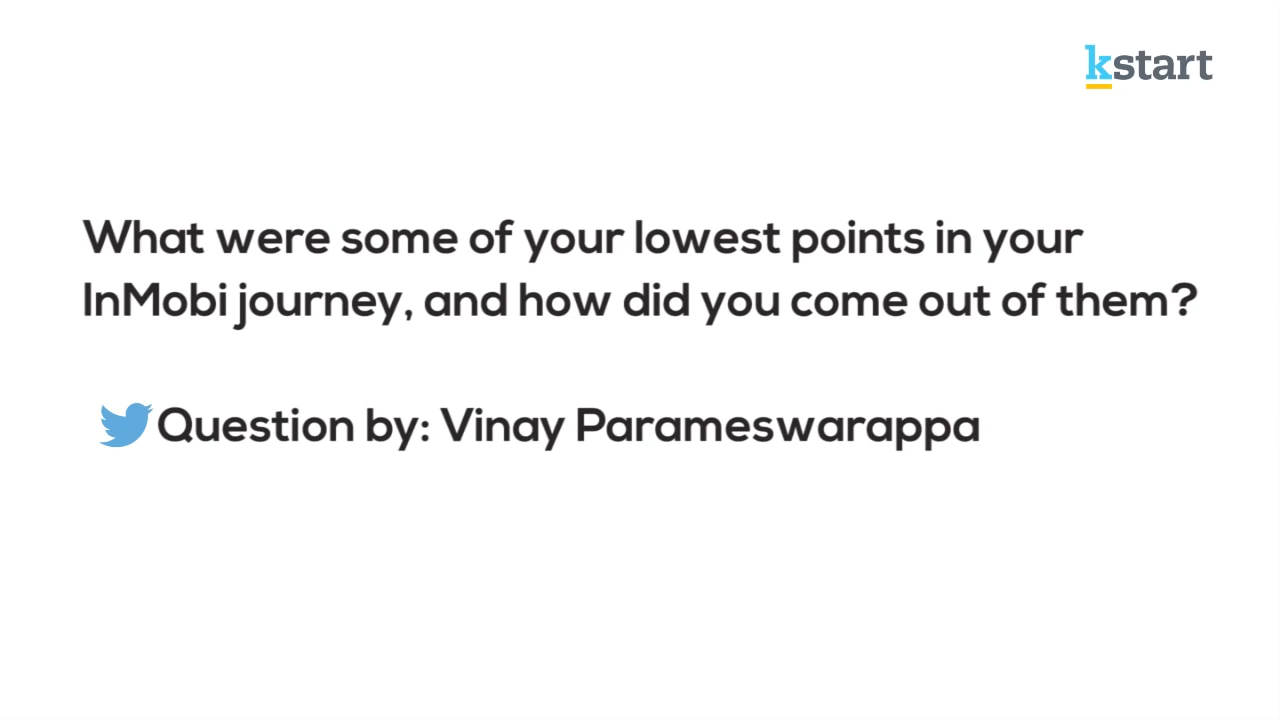 kstart
What were some of your lowest points in your
InMobi journey, and how did you come out of them?
Question by: Vinay Parameswarappa